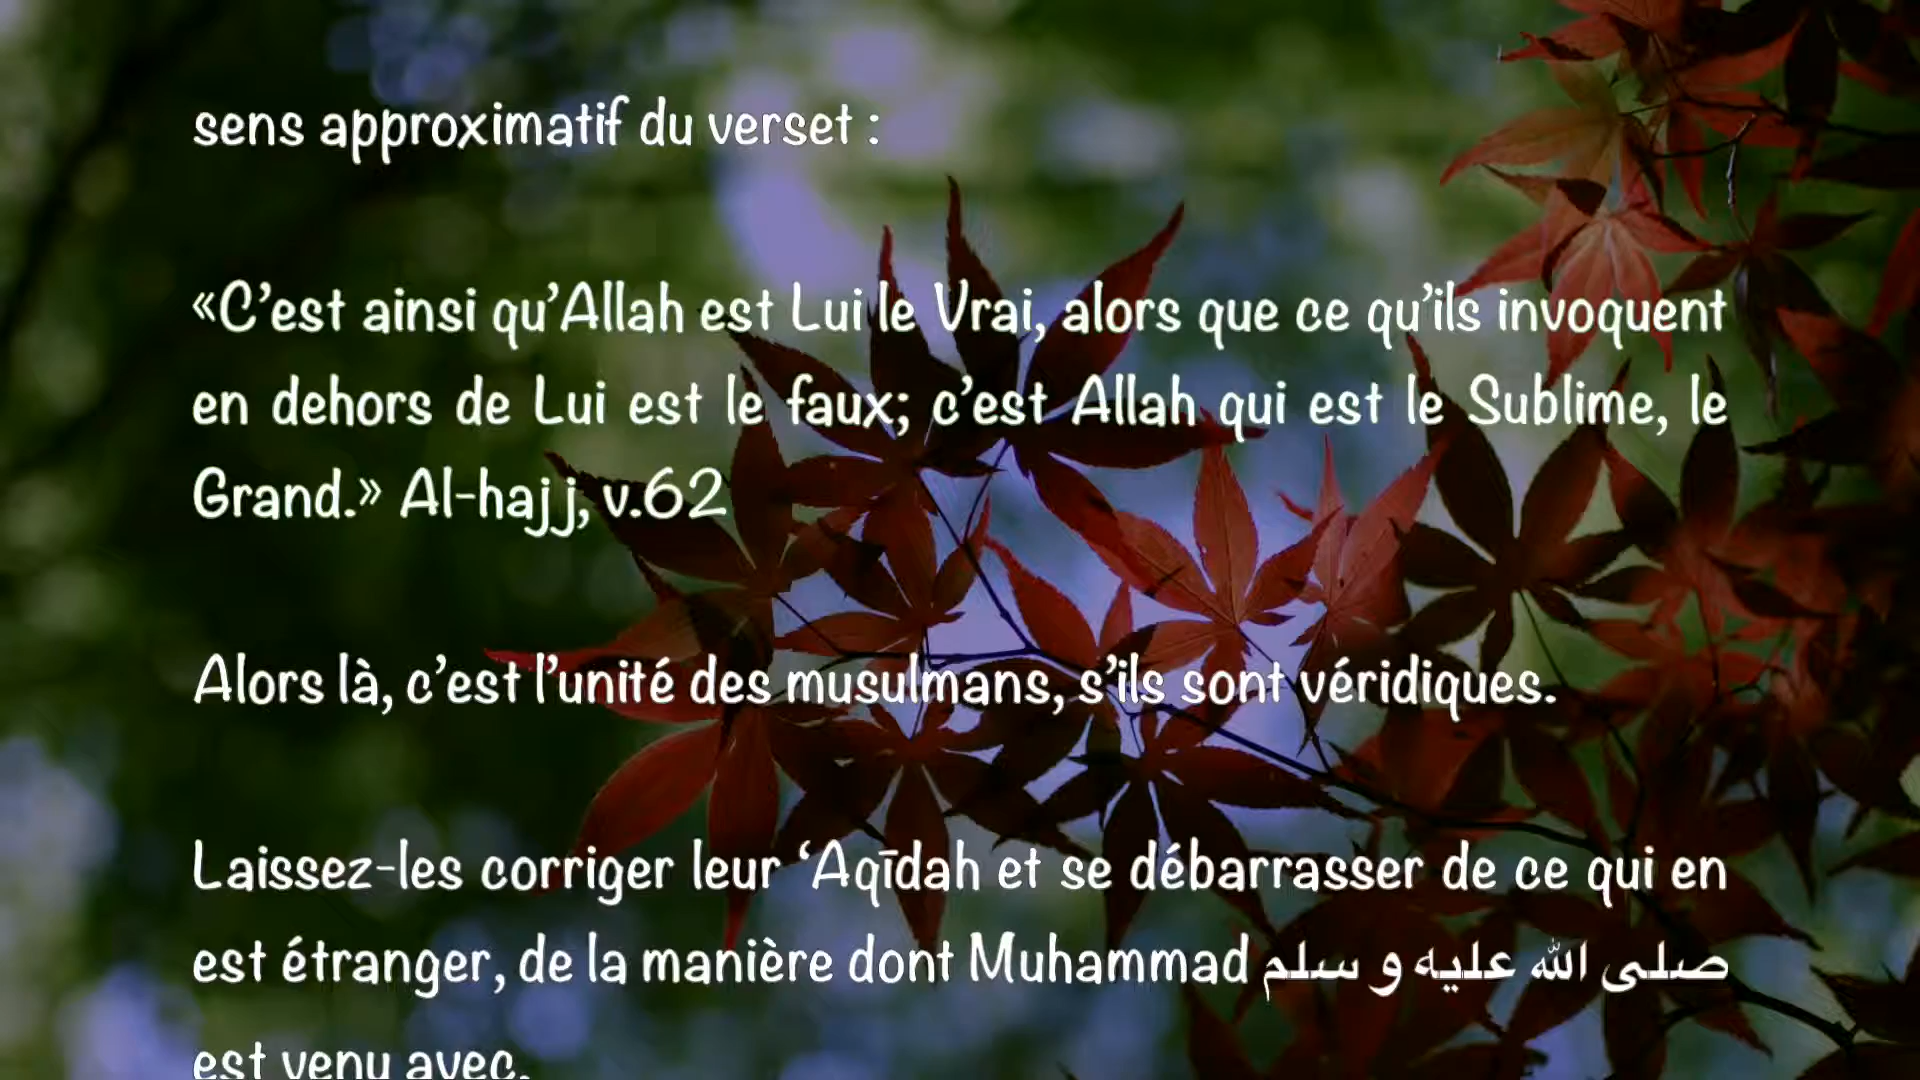 sens approximatif du verset :
«C’est ainsi qu’Allah est Lui le Vrai, alors que ce qu’ils invoquent
en dehors de Lui est le faux; c’est Allah qui est le Sublime, le
Grand.» Al-hajj, v.62
Alors là, c’est l’unité des musulmans, s’ils sont véridiques.
Laissez-les corriger leur ‘Aqīdah et se débarrasser de ce qui en
est étranger, de la manière dont Muhammad صلى الله عليه و سلم
est venu avec.